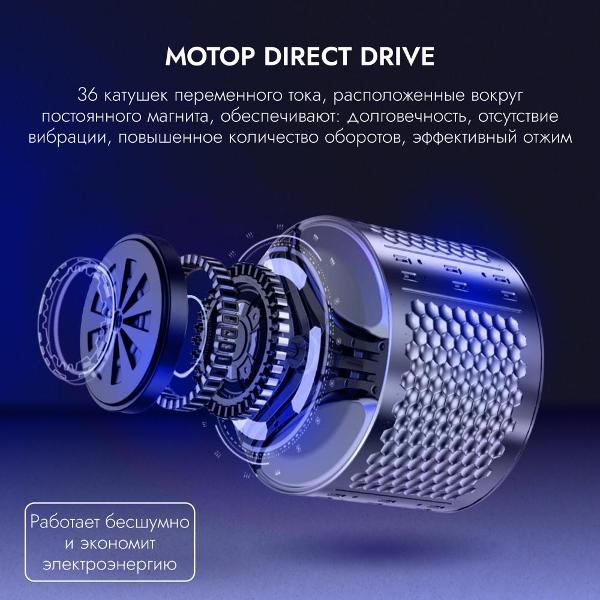 МОТОР DIRECT DRIVE
36 катушек переменного тока, расположенные вокруг
постоянного магнита, обеспечивают: долговечность, отсутствие
вибрации, повышенное количество оборотов, эффективный отжим
Работает бесшумно
и экономит
электроэнергию